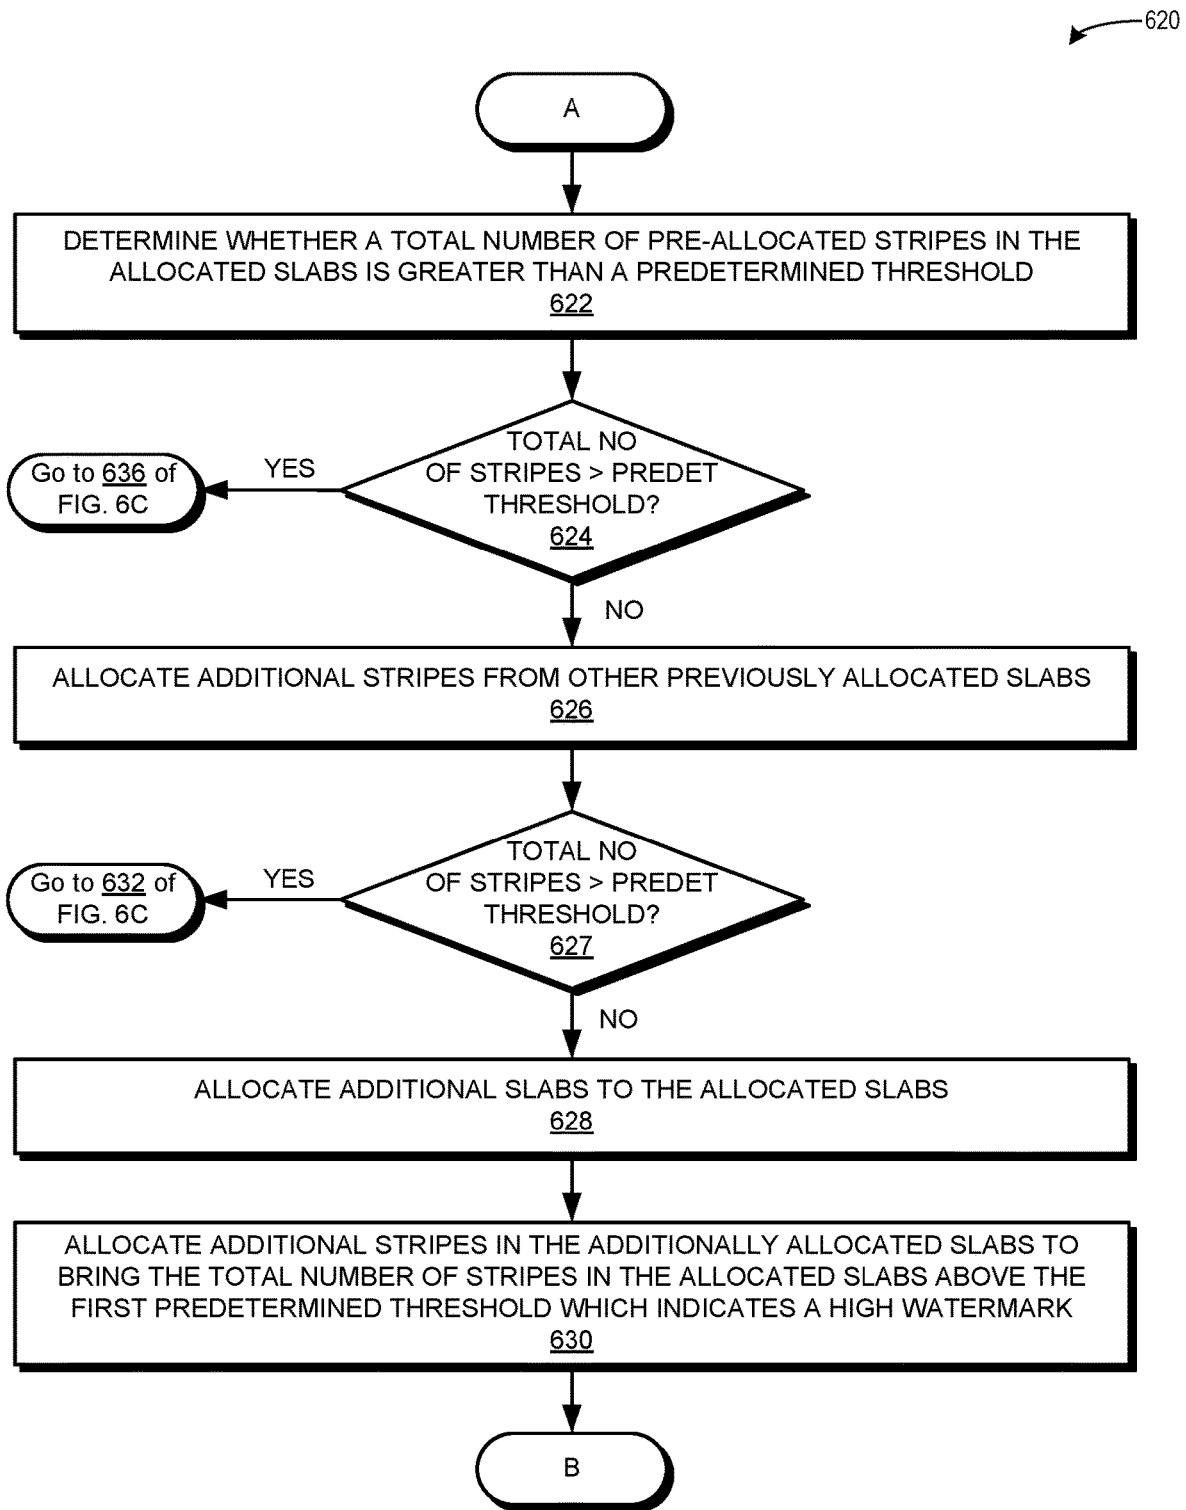 620
A
DETERMINE WHETHER A TOTAL NUMBER OF PRE-ALLOCATED STRIPES IN THE
ALLOCATED SLABS IS GREATER THAN A PREDETERMINED THRESHOLD
622
TOTAL NO
OF STRIPES > PREDET
THRESHOLD?
624
YES
Go to 636 of
FIG. 6C
NO
ALLOCATE ADDITIONAL STRIPES FROM OTHER PREVIOUSLY ALLOCATED SLABS
626
TOTAL NO
OF STRIPES > PREDET
THRESHOLD?
627
YES
Go to 632 of
FIG. 6C
NO
ALLOCATE ADDITIONAL SLABS TO THE ALLOCATED SLABS
628
ALLOCATE ADDITIONAL STRIPES IN THE ADDITIONALLY ALLOCATED SLABS TO
BRING THE TOTAL NUMBER OF STRIPES IN THE ALLOCATED SLABS ABOVE THE
FIRST PREDETERMINED THRESHOLD WHICH INDICATES A HIGH WATERMARK
630
B